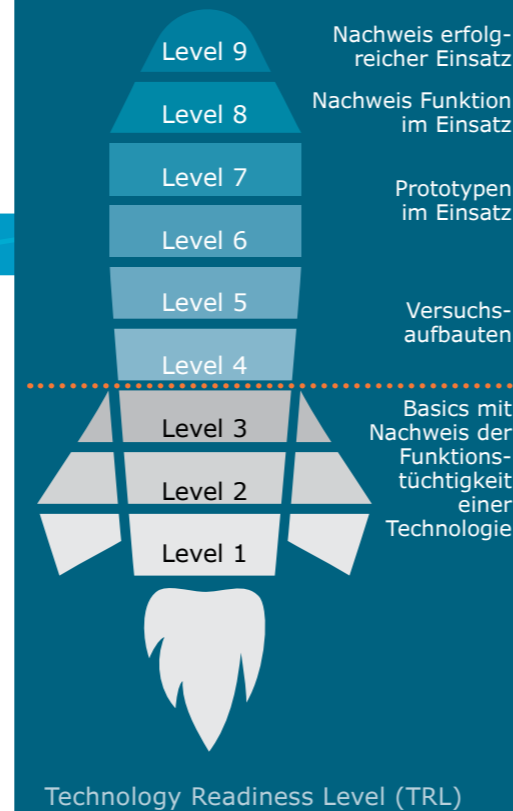 Level 9
Nachweis erfolg-
reicher Einsatz
Level 8
Nachweis Funktion
im Einsatz
Level 7
Prototypen
im Einsatz
Level 6
Level 5
Versuchs-
aufbauten
Level 4
Level 3
Basics mit
Nachweis der
Funktions-
tüchtigkeit
einer
Technologie
Level 2
Level 1
Technology Readiness Level (TRL)